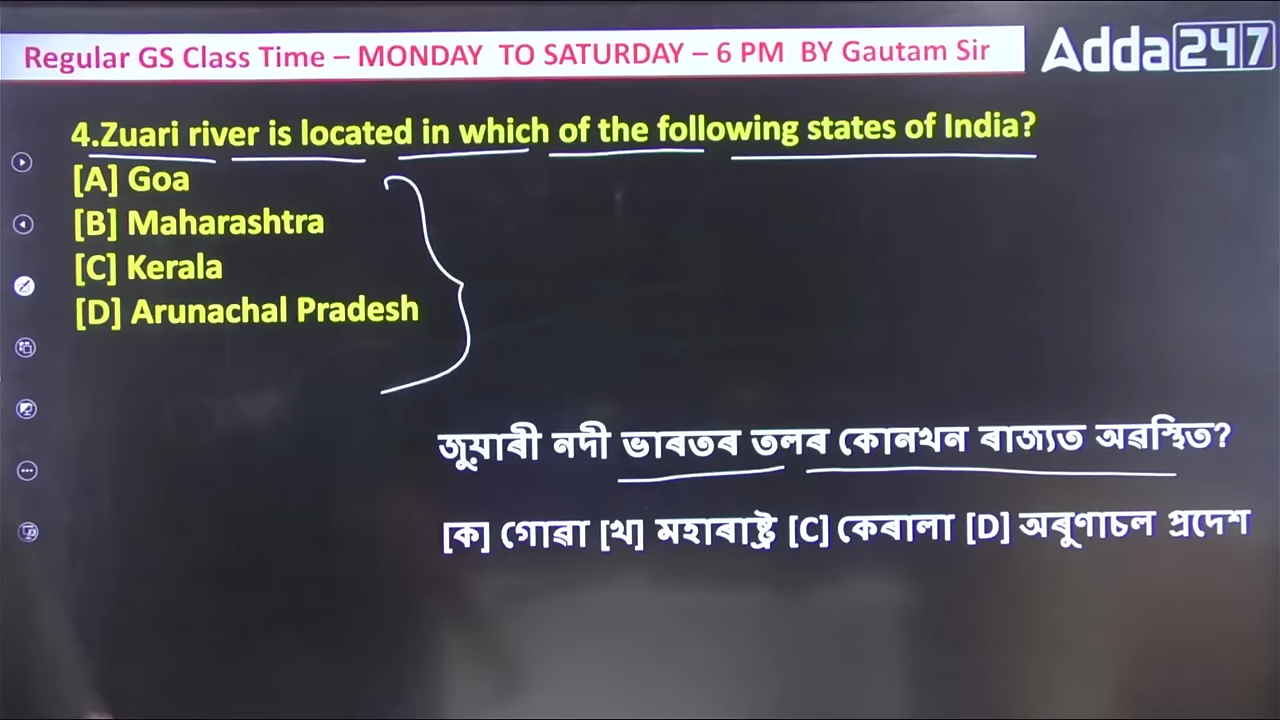 Regular GS Class Time – MONDAY TO SATURDAY – 6 PM BY Gautam Sir
Adda247
4.Zuari river is located in which of the following states of India?
[A] Goa
[B] Maharashtra
[C] Kerala
[D] Arunachal Pradesh
জুয়াৰী নদী ভাৰতৰ তলৰ কোনখন ৰাজ্যত অৱস্থিত?
[ক] গোৱা [খ] মহাৰাষ্ট্ৰ [C] কেৰালা [D] অৰুণাচল প্ৰদেশ